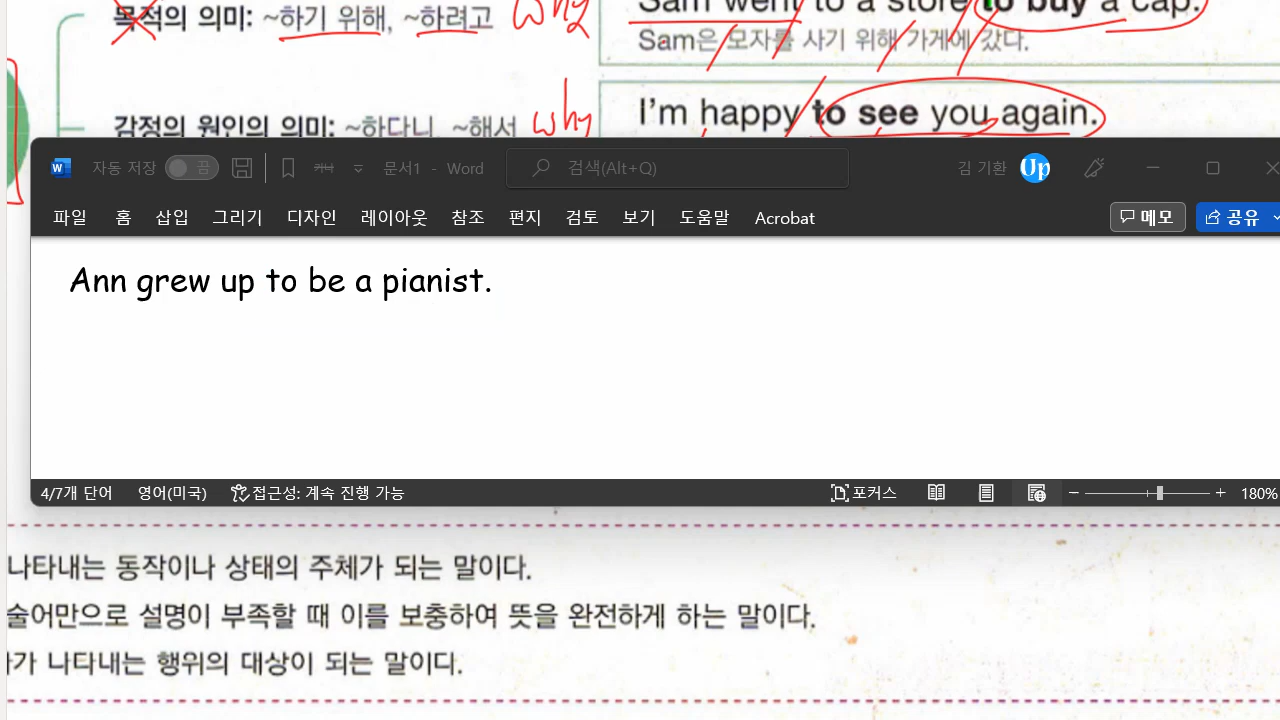 목적의 의미: ~하기 위해, ~하려고 why
Sam went to a store to buy a cap.
Sam은 모자를 사기 위해 가게에 갔다.
감정의 원인의 의미: ~하다니, ~해서 why
I'm happy to see you again.
자동 저장 끔 가나 문서1 - Word 검색(Alt+Q) 김 기환 Up
파일 홈 삽입 그리기 디자인 레이아웃 참조 편지 검토 보기 도움말 Acrobat 메모 공유
Ann grew up to be a pianist.
4/7개 단어 영어(미국) 접근성: 계속 진행 가능 포커스 180%
나타내는 동작이나 상태의 주체가 되는 말이다.
술어만으로 설명이 부족할 때 이를 보충하여 뜻을 완전하게 하는 말이다.
가 나타내는 행위의 대상이 되는 말이다.